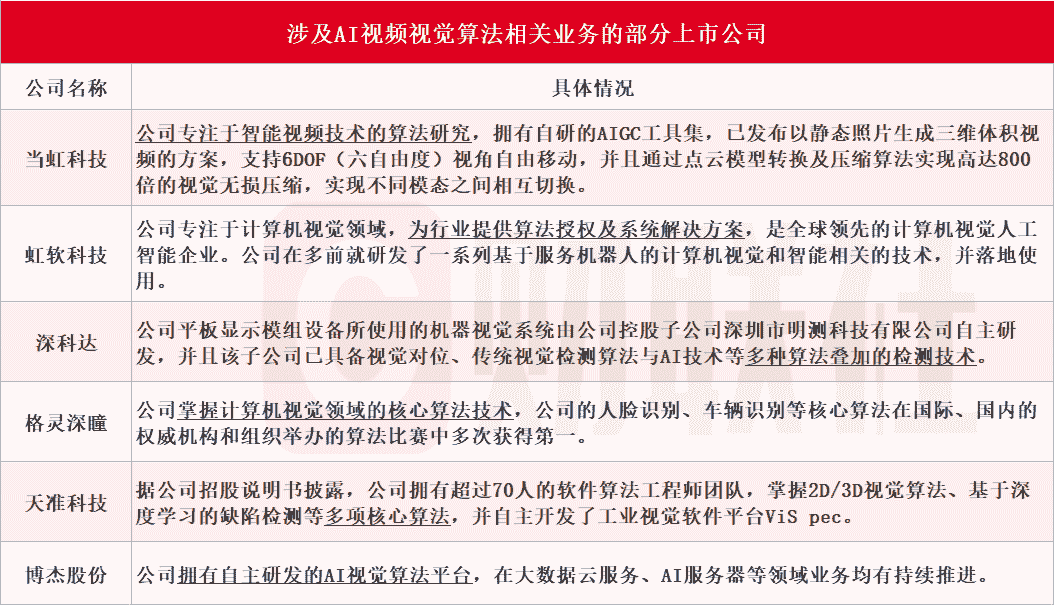 涉及AI视频视觉算法相关业务的部分上市公司
公司名称
具体情况
当虹科技
公司专注于智能视频技术的算法研究，拥有自研的AIGC工具集，已发布以静态照片生成三维体积视
频的方案，支持6DOF（六自由度）视角自由移动，并且通过点云模型转换及压缩算法实现高达800
倍的视觉无损压缩，实现不同模态之间相互切换。
虹软科技
公司专注于计算机视觉领域，为行业提供算法授权及系统解决方案，是全球领先的计算机视觉人工
智能企业。公司在多前就研发了一系列基于服务机器人的计算机视觉和智能相关的技术，并落地使
用。
深科达
公司平板显示模组设备所使用的机器视觉系统由公司控股子公司深圳市明测科技有限公司自主研
发，并且该子公司已具备视觉对位、传统视觉检测算法与AI技术等多种算法叠加的检测技术。
格灵深瞳
公司掌握计算机视觉领域的核心算法技术，公司的人脸识别、车辆识别等核心算法在国际、国内的
权威机构和组织举办的算法比赛中多次获得第一。
天准科技
据公司招股说明书披露，公司拥有超过70人的软件算法工程师团队，掌握2D/3D视觉算法、基于深
度学习的缺陷检测等多项核心算法，并自主开发了工业视觉软件平台ViS pec。
博杰股份
公司拥有自主研发的AI视觉算法平台，在大数据云服务、AI服务器等领域业务均有持续推进。
财联社